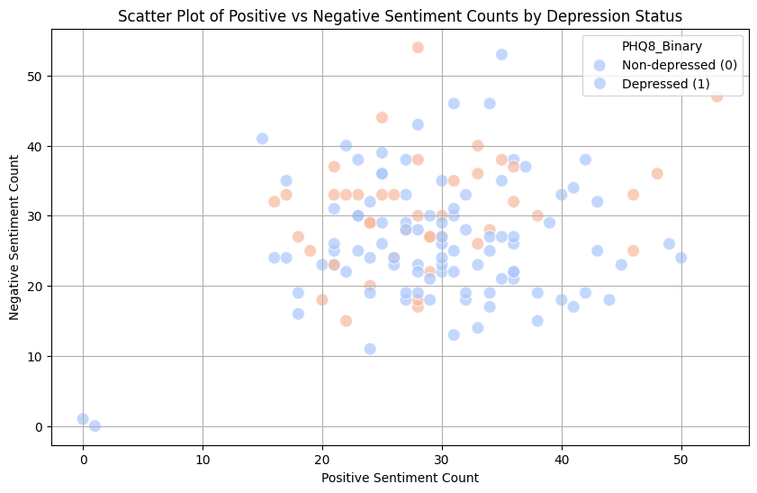 Scatter Plot of Positive vs Negative Sentiment Counts by Depression Status
PHQ8_Binary
Non-depressed (0)
Depressed (1)
50
40
30
20
10
0
Negative Sentiment Count
0 10 20 30 40 50
Positive Sentiment Count